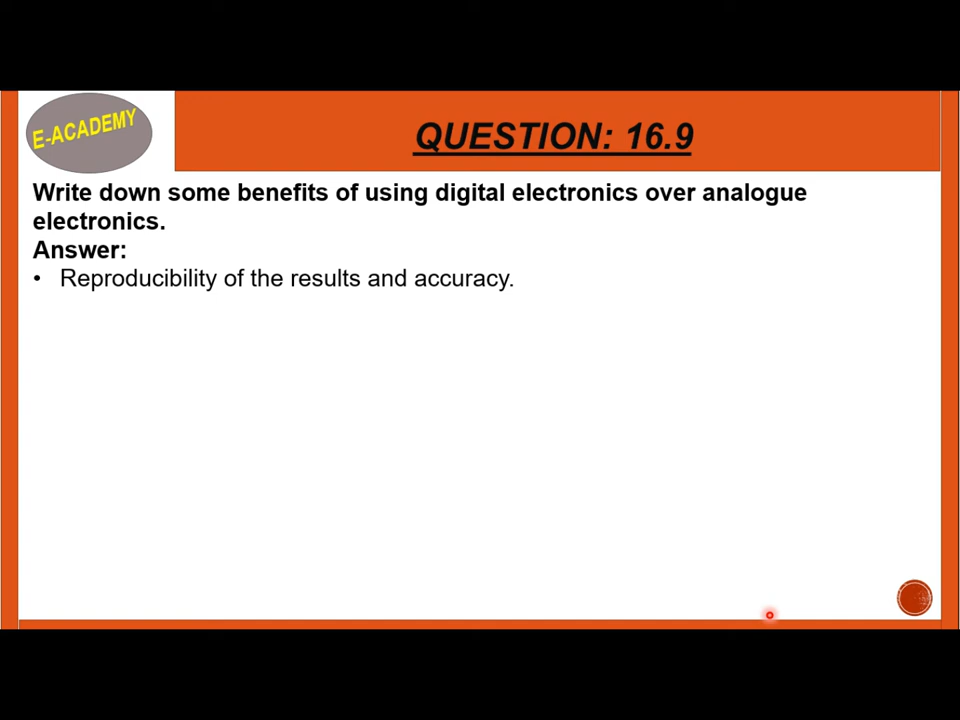 E-ACADEMY
QUESTION: 16.9
Write down some benefits of using digital electronics over analogue
electronics.
Answer:
• Reproducibility of the results and accuracy.